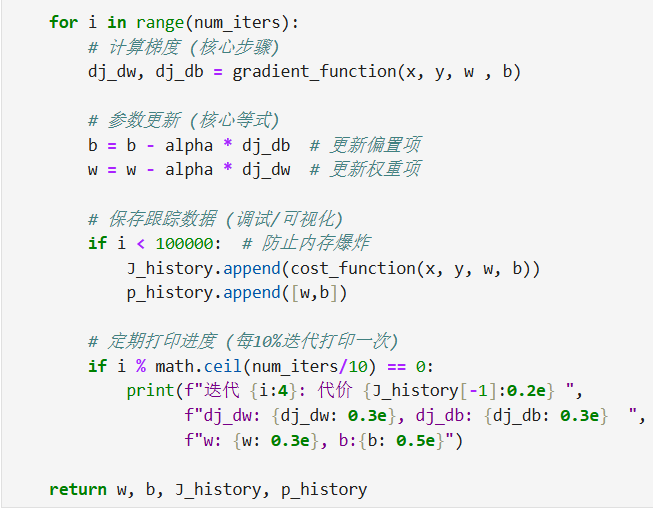 for i in range(num_iters):
# 计算梯度 (核心步骤)
dj_dw, dj_db = gradient_function(x, y, w , b)
# 参数更新 (核心等式)
b = b - alpha * dj_db  # 更新偏置项
w = w - alpha * dj_dw  # 更新权重项
# 保存跟踪数据 (调试/可视化)
if i < 100000:  # 防止内存爆炸
J_history.append(cost_function(x, y, w, b))
p_history.append([w,b])
# 定期打印进度 (每10%迭代打印一次)
if i % math.ceil(num_iters/10) == 0:
print(f"迭代 {i:4}: 代价 {J_history[-1]:0.2e} ",
f"dj_dw: {dj_dw: 0.3e}, dj_db: {dj_db: 0.3e}  ",
f"w: {w: 0.3e}, b:{b: 0.5e}")
return w, b, J_history, p_history